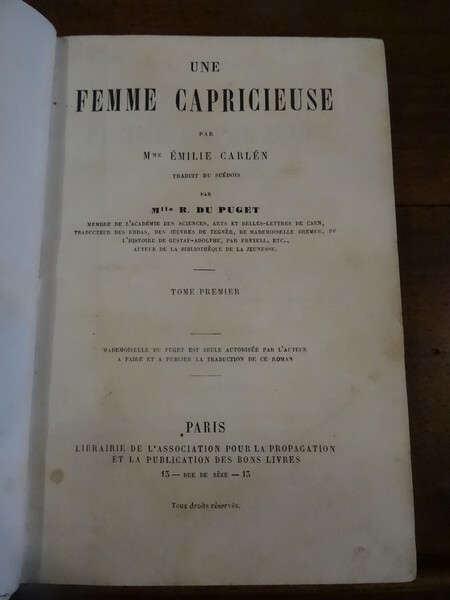 UNE
FEMME CAPRICIEUSE
PAR
Mme ÉMILIE CARLÉN
TRADUIT DU SUÉDOIS
PAR
Mlle R. DU PUGET
MEMBRE DE L'ACADÉMIE DES SCIENCES, ARTS ET BELLES-LETTRES DE CAEN,
TRADUCTEUR DES EDDAS, DES ŒUVRES DE TEGNÉR, DE MADEMOISELLE BREMER, DE
L'HISTOIRE DE GUSTAF-ADOLPHE, PAR FRYXELL, ETC.,
AUTEUR DE LA BIBLIOTHÈQUE DE LA JEUNESSE.
TOME PREMIER
MADEMOISELLE DU PUGET EST SEULE AUTORISÉE PAR L'AUTEUR
A FAIRE ET A PUBLIER LA TRADUCTION DE CE ROMAN
PARIS
LIBRAIRIE DE L'ASSOCIATION POUR LA PROPAGATION
ET LA PUBLICATION DES BONS LIVRES
13 — RUE DE SÈZE — 13
Tous droits réservés.